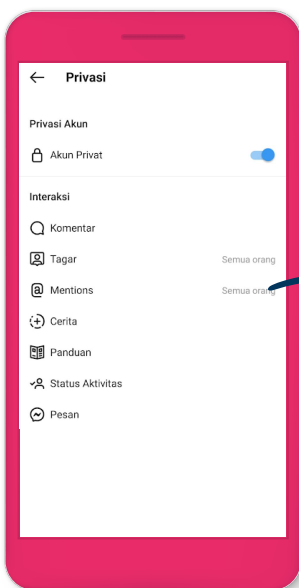 Privasi
Privasi Akun
Akun Privat
Interaksi
Komentar
Tagar Semua orang
Mentions Semua orang
Cerita
Panduan
Status Aktivitas
Pesan